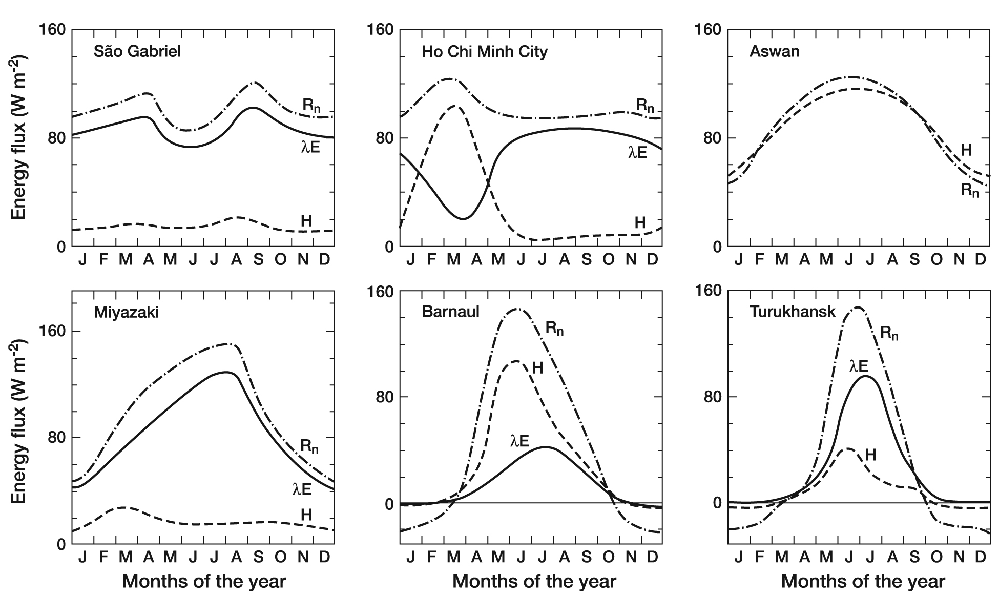 Energy flux (W m-2)
160
80
0
São Gabriel
Rn
λE
H
J F M A M J J A S O N D
160
80
0
Ho Chi Minh City
Rn
λE
H
J F M A M J J A S O N D
160
80
0
Aswan
H
Rn
J F M A M J J A S O N D
Energy flux (W m-2)
160
80
0
Miyazaki
Rn
λE
H
J F M A M J J A S O N D
Months of the year
160
80
0
Barnaul
Rn
H
λE
J F M A M J J A S O N D
Months of the year
160
80
0
Turukhansk
Rn
λE
H
J F M A M J J A S O N D
Months of the year